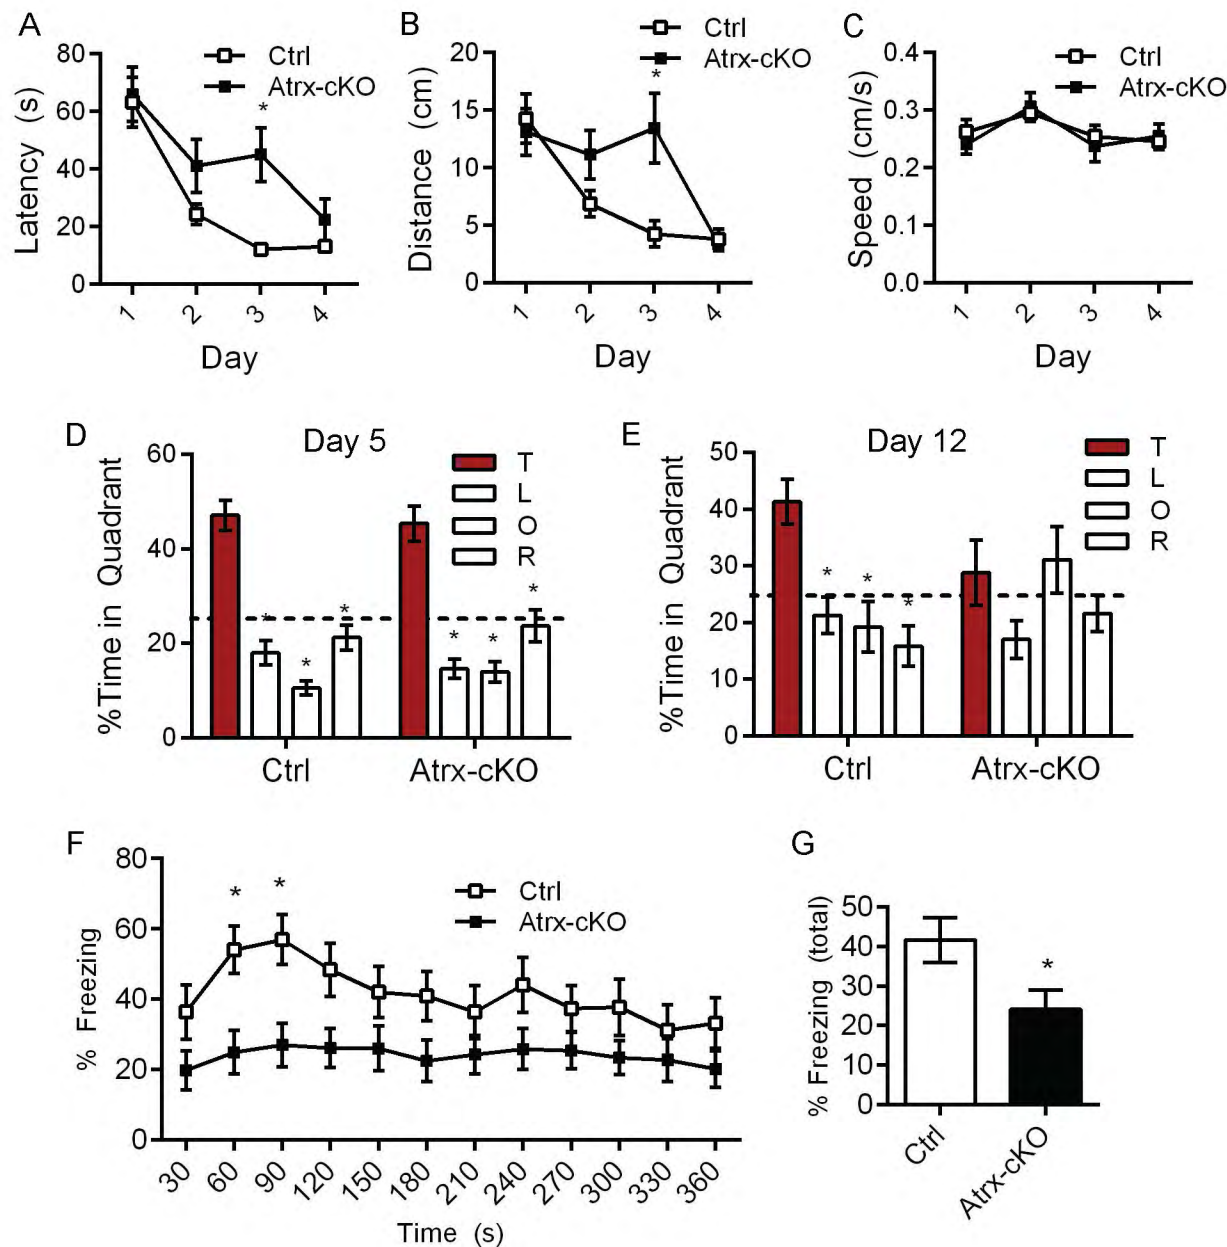 A
Latency (s)
80
60
40
20
0
1 2 3 4
Day
Ctrl
Atrx-cKO
*
B
Distance (cm)
20
15
10
5
0
1 2 3 4
Day
Ctrl
Atrx-cKO
*
C
Speed (cm/s)
0.4
0.3
0.2
0.1
0.0
1 2 3 4
Day
Ctrl
Atrx-cKO
D
Day 5
%Time in Quadrant
60
40
20
0
T
L
O
R
* * * * * *
Ctrl Atrx-cKO
E
Day 12
%Time in Quadrant
50
40
30
20
10
0
T
L
O
R
* * *
Ctrl Atrx-cKO
F
% Freezing
80
60
40
20
0
* *
Ctrl
Atrx-cKO
30 60 90 120 150 180 210 240 270 300 330 360
Time (s)
G
% Freezing (total)
50
40
30
20
10
0
*
Ctrl Atrx-cKO